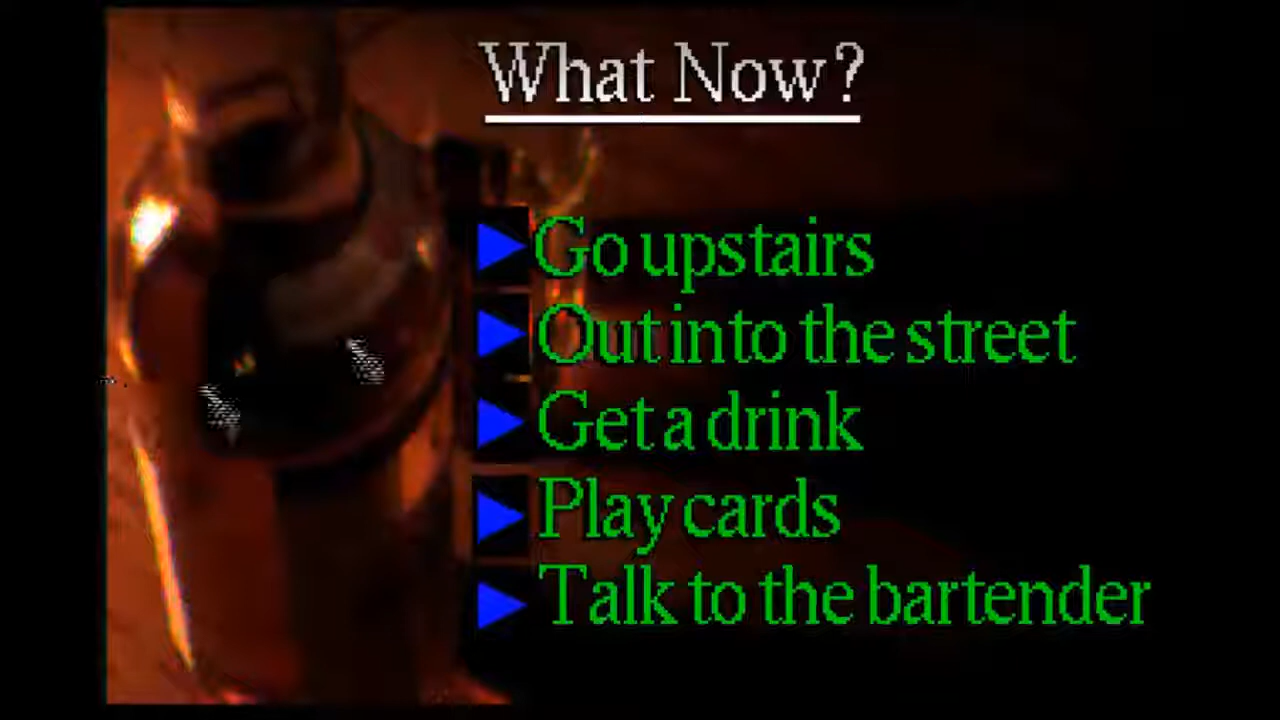 What Now?
Go upstairs
Out into the street
Get a drink
Play cards
Talk to the bartender